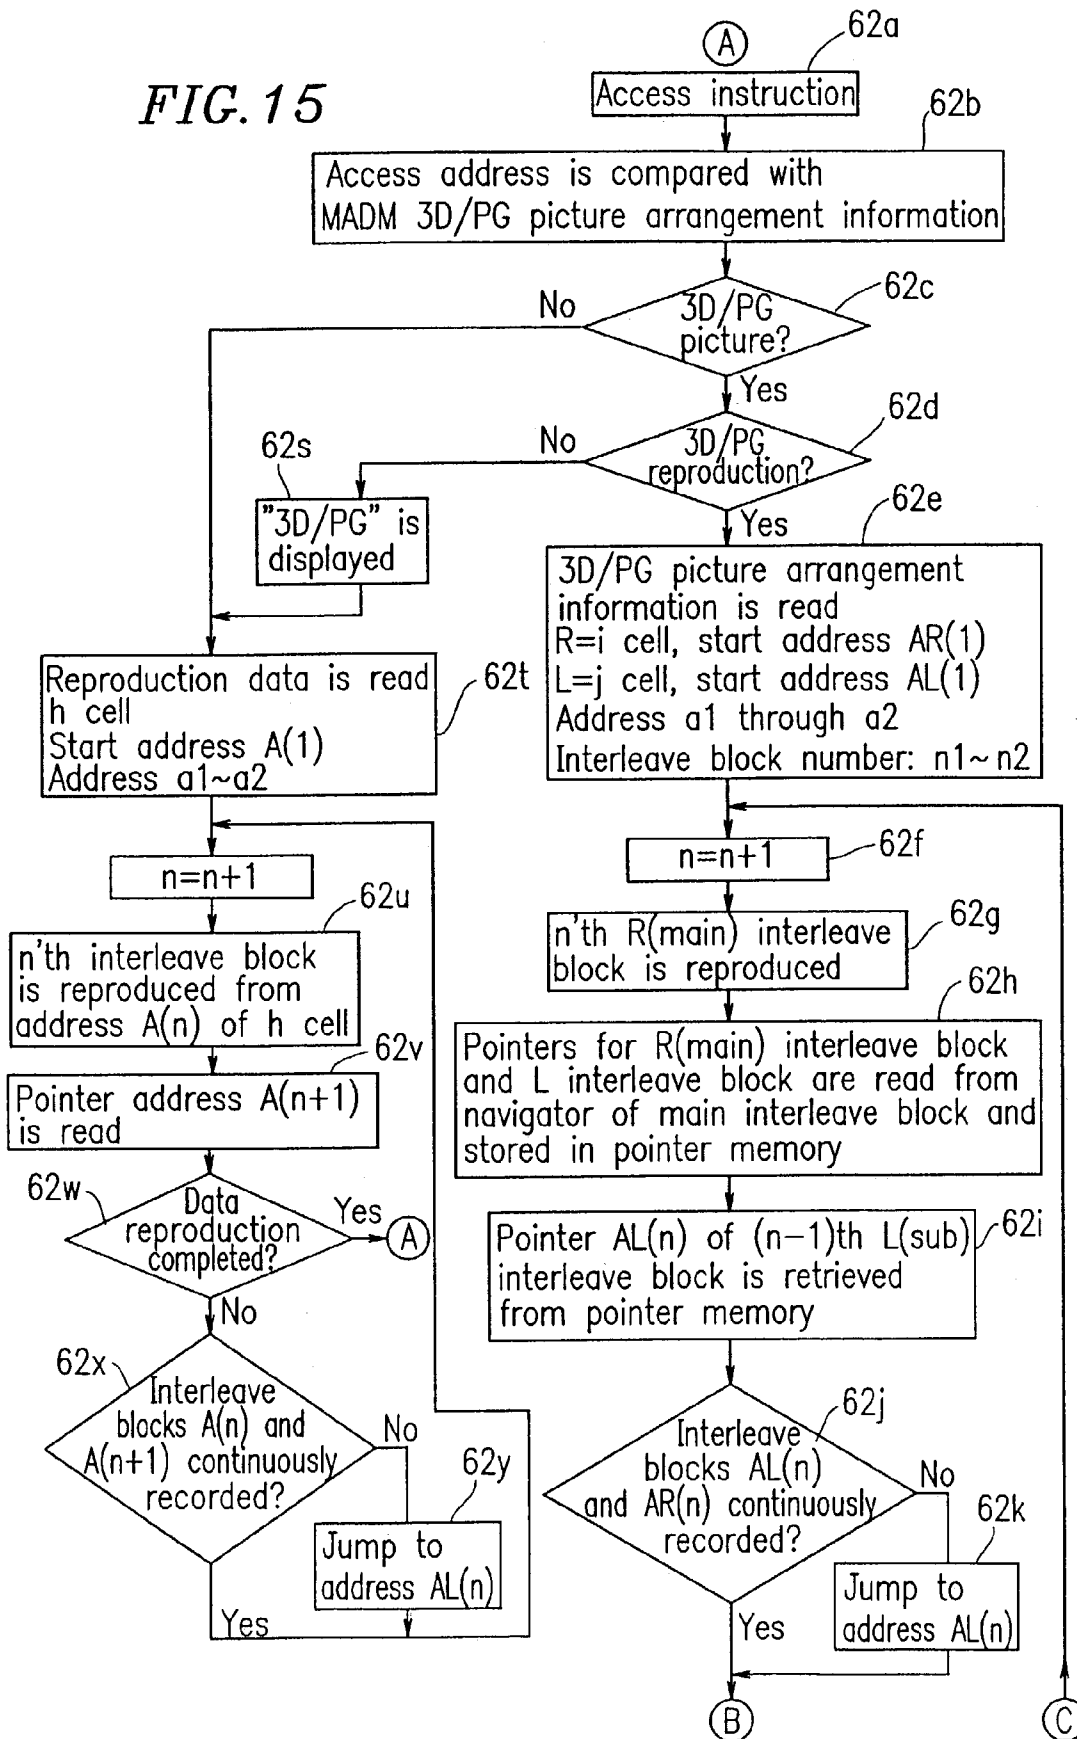 FIG. 15
A
62a
Access instruction
62b
Access address is compared with
MADM 3D/PG picture arrangement information
62c
3D/PG
picture?
No
Yes
62d
3D/PG
reproduction?
No
Yes
62s
"3D/PG" is
displayed
62e
3D/PG picture arrangement
information is read
R=i cell, start address AR(1)
L=j cell, start address AL(1)
Address a1 through a2
Interleave block number: n1~n2
62t
Reproduction data is read
h cell
Start address A(1)
Address a1~a2
n=n+1
62u
n'th interleave block
is reproduced from
address A(n) of h cell
62v
Pointer address A(n+1)
is read
62w
Data
reproduction
completed?
Yes
A
No
62x
Interleave
blocks A(n) and
A(n+1) continuously
recorded?
No
62y
Jump to
address AL(n)
Yes
62f
n=n+1
62g
n'th R(main) interleave
block is reproduced
62h
Pointers for R(main) interleave block
and L interleave block are read from
navigator of main interleave block and
stored in pointer memory
62i
Pointer AL(n) of (n-1)th L(sub)
interleave block is retrieved
from pointer memory
62j
Interleave
blocks AL(n)
and AR(n) continuously
recorded?
No
62k
Jump to
address AL(n)
Yes
B
C